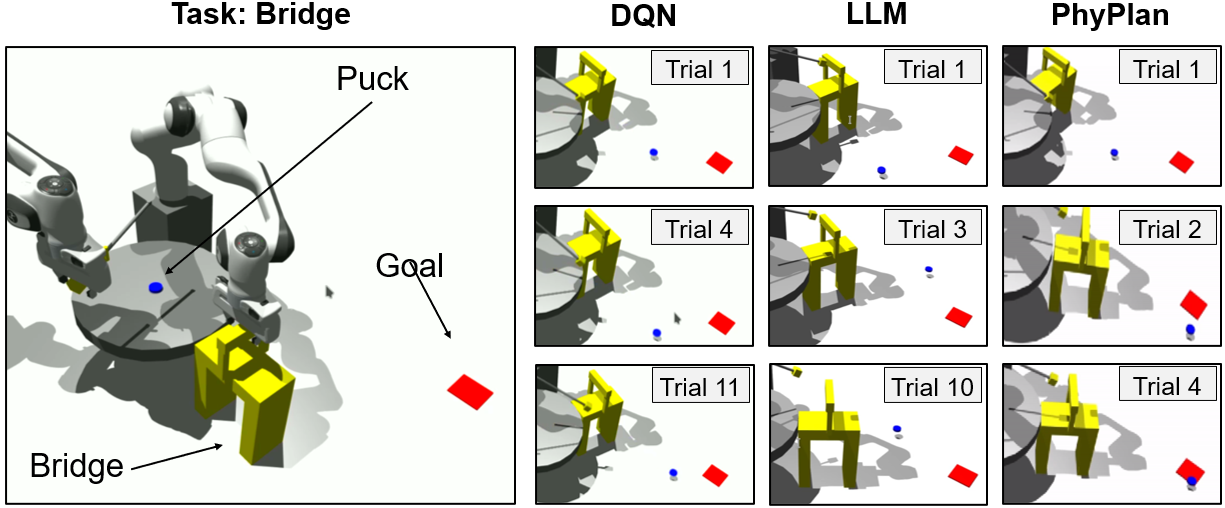 Task: Bridge
Puck
Goal
Bridge
DQN
LLM
PhyPlan
Trial 1
Trial 1
Trial 1
Trial 4
Trial 3
Trial 2
Trial 11
Trial 10
Trial 4